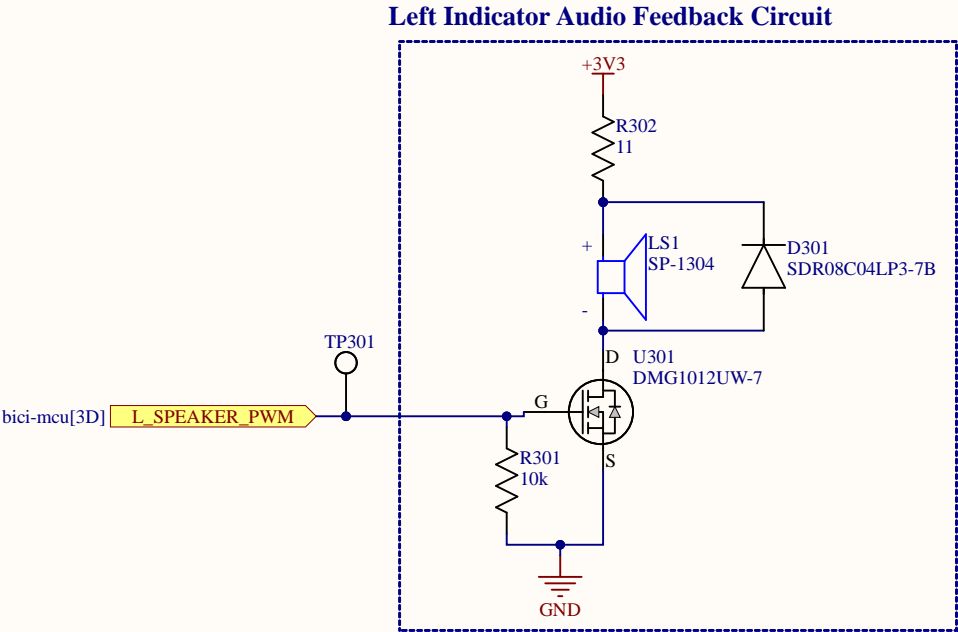 Left Indicator Audio Feedback Circuit
+3V3
R302
11
+
LS1
SP-1304
D301
SDR08C04LP3-7B
-
TP301
D
U301
DMG1012UW-7
bici-mcu[3D]
L_SPEAKER_PWM
G
R301
10k
S
GND